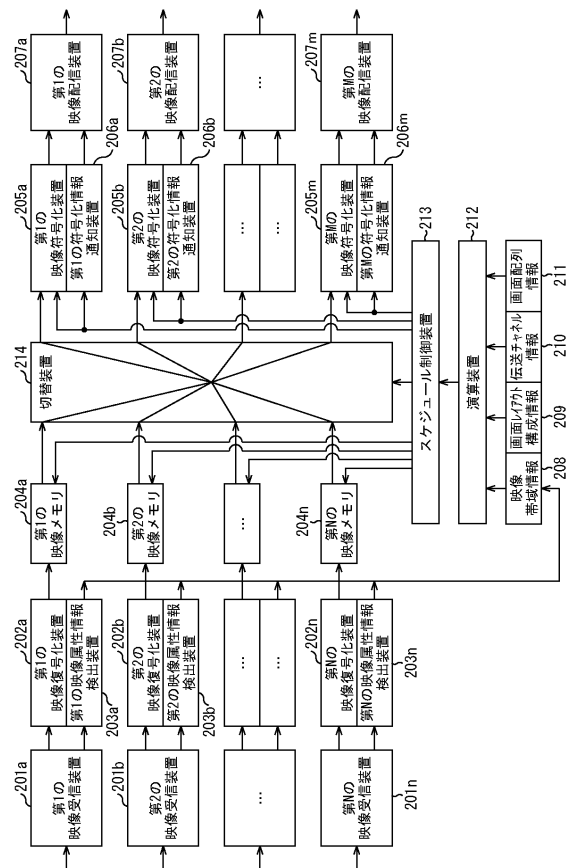 201a
第1の
映像受信装置
202a
第1の
映像復号化装置
第1の映像属性情報
検出装置
203a
204a
第1の
映像メモリ
214
切替装置
205a
第1の
映像符号化装置
第1の符号化情報
通知装置
206a
207a
第1の
映像配信装置
201b
第2の
映像受信装置
202b
第2の
映像復号化装置
第2の映像属性情報
検出装置
203b
204b
第2の
映像メモリ
205b
第2の
映像符号化装置
第2の符号化情報
通知装置
206b
207b
第2の
映像配信装置
…
…
…
…
…
…
…
201n
第Nの
映像受信装置
202n
第Nの
映像復号化装置
第Nの映像属性情報
検出装置
203n
204n
第Nの
映像メモリ
205m
第Mの
映像符号化装置
第Mの符号化情報
通知装置
206m
207m
第Mの
映像配信装置
スケジュール制御装置
213
演算装置
212
映像
帯域情報
208
画面レイアウト
構成情報
209
伝送チャネル
情報
210
画面配列
情報
211